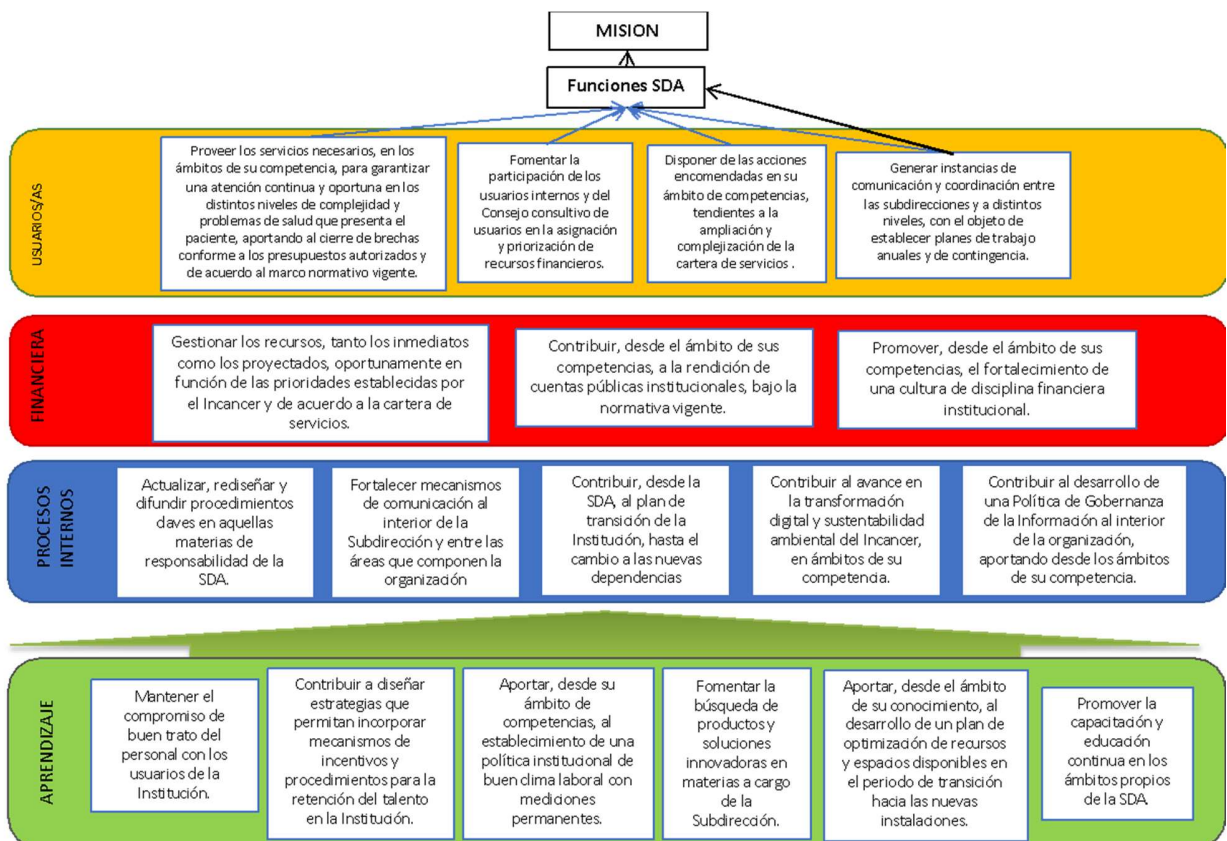 MISION
Funciones SDA
USUARIOS/AS
Proveer los servicios necesarios, en los
ámbitos de su competencia, para garantizar
una atención continua y oportuna en los
distintos niveles de complejidad y
problemas de salud que presenta el
paciente, aportando al cierre de brechas
conforme a los presupuestos autorizados y
de acuerdo al marco normativo vigente.
Fomentar la
participación de los
usuarios internos y del
Consejo consultivo de
usuarios en la asignación
y priorización de
recursos financieros.
Disponer de las acciones
encomendadas en su
ámbito de competencias,
tendientes a la
ampliación y
complejización de la
cartera de servicios .
Generar instancias de
comunicación y coordinación entre
las subdirecciones y a distintos
niveles, con el objeto de
establecer planes de trabajo
anuales y de contingencia.
FINANCIERA
Gestionar los recursos, tanto los inmediatos
como los proyectados, oportunamente en
función de las prioridades establecidas por
el Incancer y de acuerdo a la cartera de
servicios.
Contribuir, desde el ámbito de sus
competencias, a la rendición de
cuentas públicas institucionales, bajo la
normativa vigente.
Promover, desde el ámbito de sus
competencias, el fortalecimiento de
una cultura de disciplina financiera
institucional.
PROCESOS
INTERNOS
Actualizar, rediseñar y
difundir procedimientos
claves en aquellas
materias de
responsabilidad de la
SDA.
Fortalecer mecanismos
de comunicación al
interior de la
Subdirección y entre las
áreas que componen la
organización
Contribuir, desde la
SDA, al plan de
transición de la
Institución, hasta el
cambio a las nuevas
dependencias
Contribuir al avance en
la transformación
digital y sustentabilidad
ambiental del Incancer,
en ámbitos de su
competencia.
Contribuir al desarrollo de
una Política de Gobernanza
de la Información al interior
de la organización,
aportando desde los ámbitos
de su competencia.
APRENDIZAJE
Mantener el
compromiso de
buen trato del
personal con los
usuarios de la
Institución.
Contribuir a diseñar
estrategias que
permitan incorporar
mecanismos de
incentivos y
procedimientos para la
retención del talento
en la Institución.
Aportar, desde su
ámbito de
competencias, al
establecimiento de una
política institucional de
buen clima laboral con
mediciones
permanentes.
Fomentar la
búsqueda de
productos y
soluciones
innovadoras en
materias a cargo
de la
Subdirección.
Aportar, desde el ámbito
de su conocimiento, al
desarrollo de un plan de
optimización de recursos
y espacios disponibles en
el periodo de transición
hacia las nuevas
instalaciones.
Promover la
capacitación y
educación
continua en los
ámbitos propios
de la SDA.